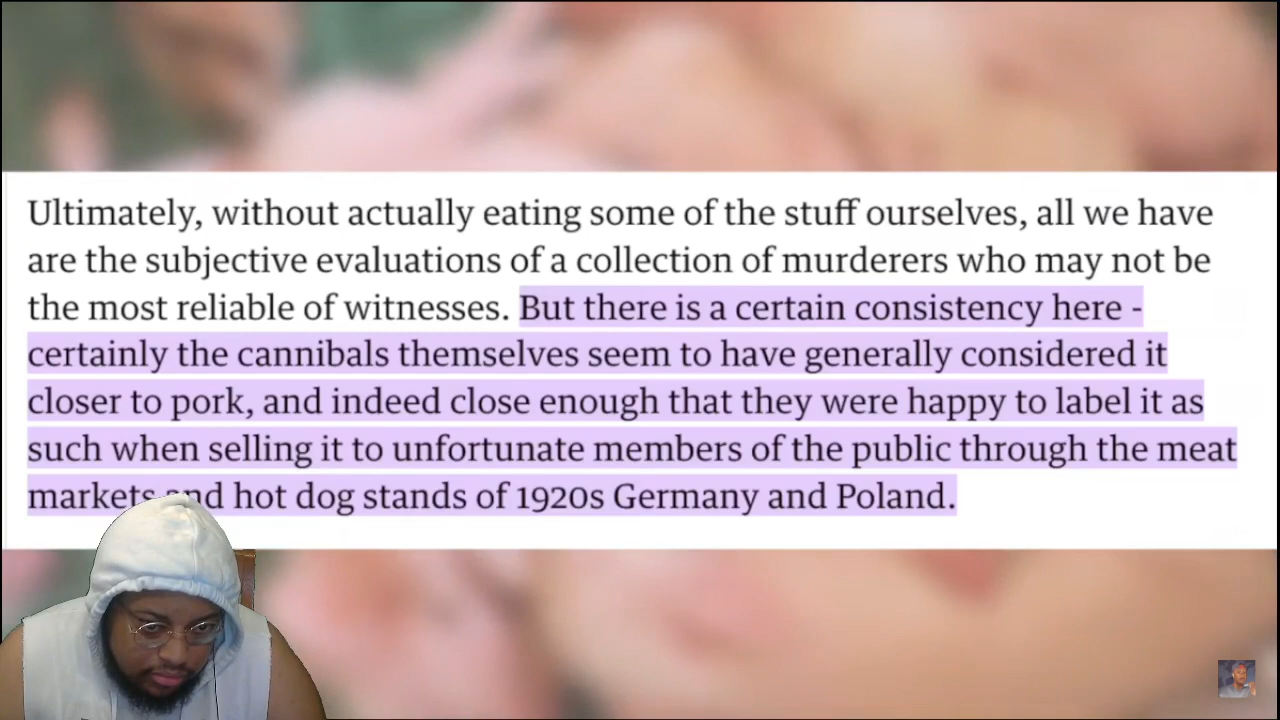 Ultimately, without actually eating some of the stuff ourselves, all we have
are the subjective evaluations of a collection of murderers who may not be
the most reliable of witnesses. But there is a certain consistency here -
certainly the cannibals themselves seem to have generally considered it
closer to pork, and indeed close enough that they were happy to label it as
such when selling it to unfortunate members of the public through the meat
markets and hot dog stands of 1920s Germany and Poland.